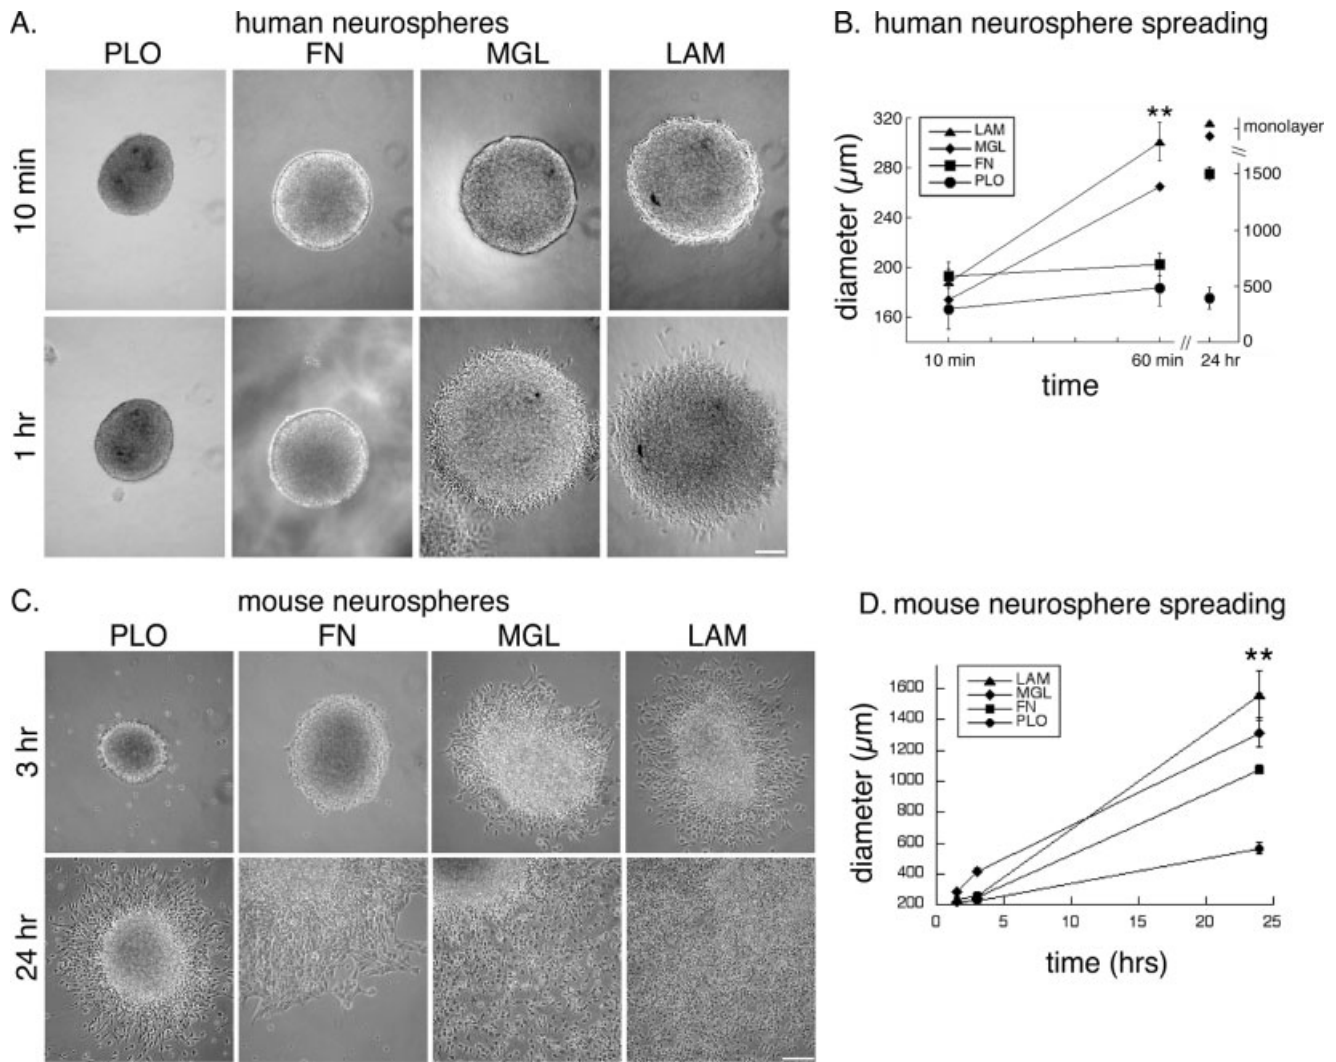 A. human neurospheres
PLO FN MGL LAM
10 min
1 hr
B. human neurosphere spreading
**
320
280
240
200
160
LAM
MGL
FN
PLO
monolayer
1500
1000
500
0
diameter (µm)
10 min 60 min 24 hr
time
C. mouse neurospheres
PLO FN MGL LAM
3 hr
24 hr
D. mouse neurosphere spreading
**
1600
1400
1200
1000
800
600
400
200
LAM
MGL
FN
PLO
diameter (µm)
0 5 10 15 20 25
time (hrs)